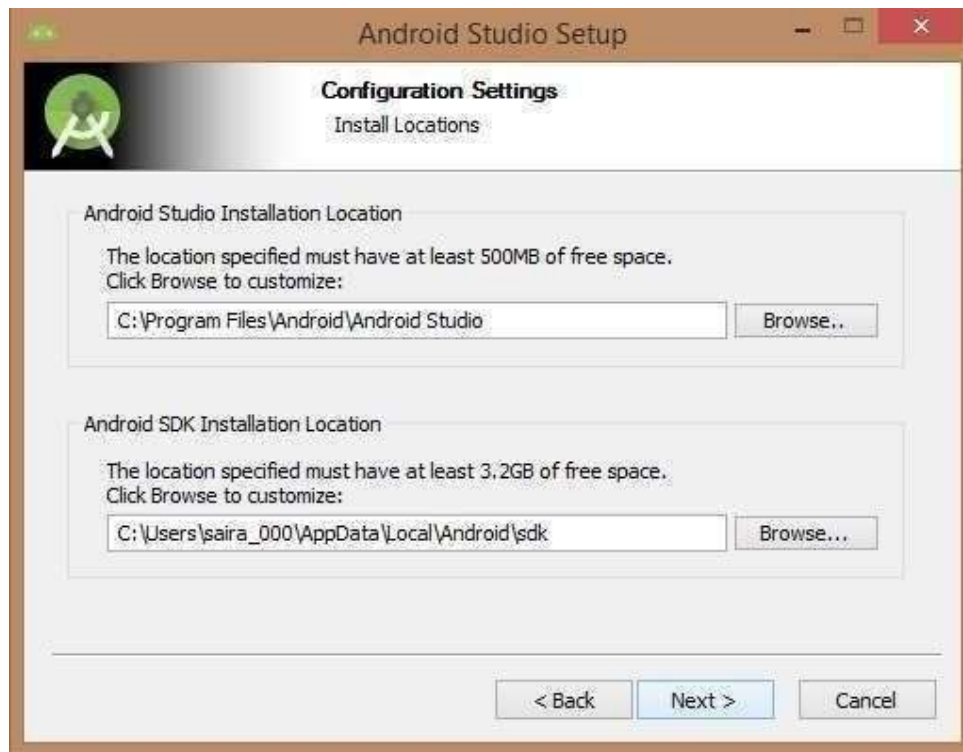 Android Studio Setup
Configuration Settings
Install Locations
Android Studio Installation Location
The location specified must have at least 500MB of free space.
Click Browse to customize:
C:\Program Files\Android\Android Studio
Browse..
Android SDK Installation Location
The location specified must have at least 3.2GB of free space.
Click Browse to customize:
C:\Users\saira_000\AppData\Local\Android\sdk
Browse...
< Back
Next >
Cancel